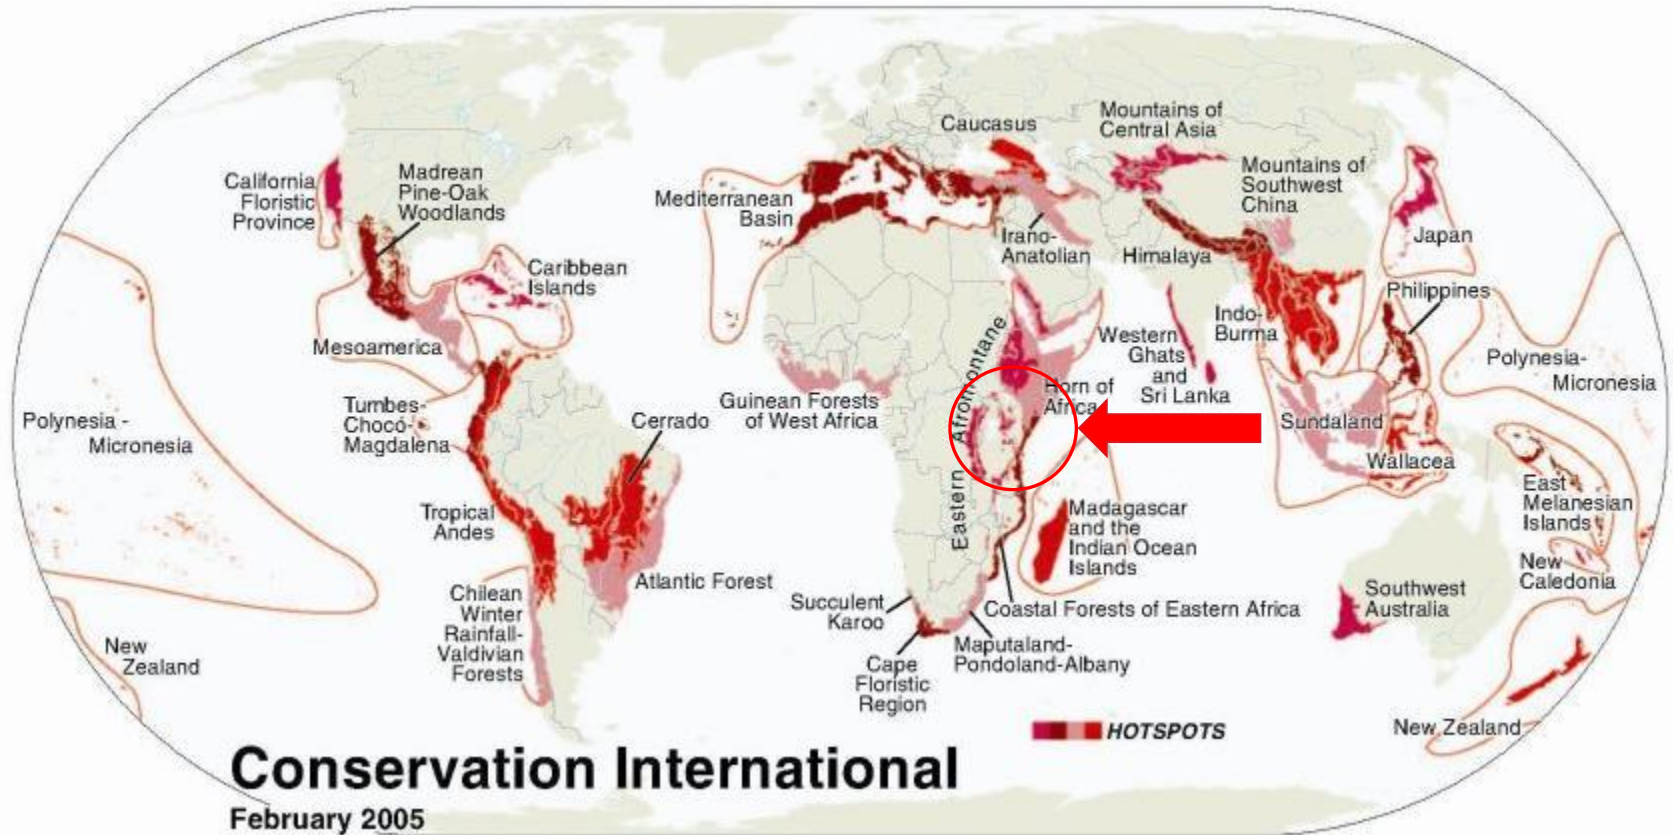 Caucasus
Mountains of
Central Asia
California
Floristic
Province
Madrean
Pine-Oak
Woodlands
Mediterranean
Basin
Irano-
Anatolian
Himalaya
Mountains of
Southwest
China
Japan
Caribbean
Islands
Mesoamerica
Philippines
Indo-
Burma
Western
Ghats
and
Sri Lanka
Polynesia-
Micronesia
Polynesia -
Micronesia
Tumbes-
Chocó-
Magdalena
Cerrado
Guinean Forests
of West Africa
Eastern Afromontane
Horn of
Africa
Sundaland
Wallacea
East
Melanesian
Islands
New
Caledonia
Tropical
Andes
Atlantic Forest
Madagascar
and the
Indian Ocean
Islands
Southwest
Australia
Chilean
Winter
Rainfall-
Valdivian
Forests
Succulent
Karoo
Coastal Forests of Eastern Africa
Maputaland-
Pondoland-Albany
Cape
Floristic
Region
New
Zealand
New Zealand
HOTSPOTS
Conservation International
February 2005